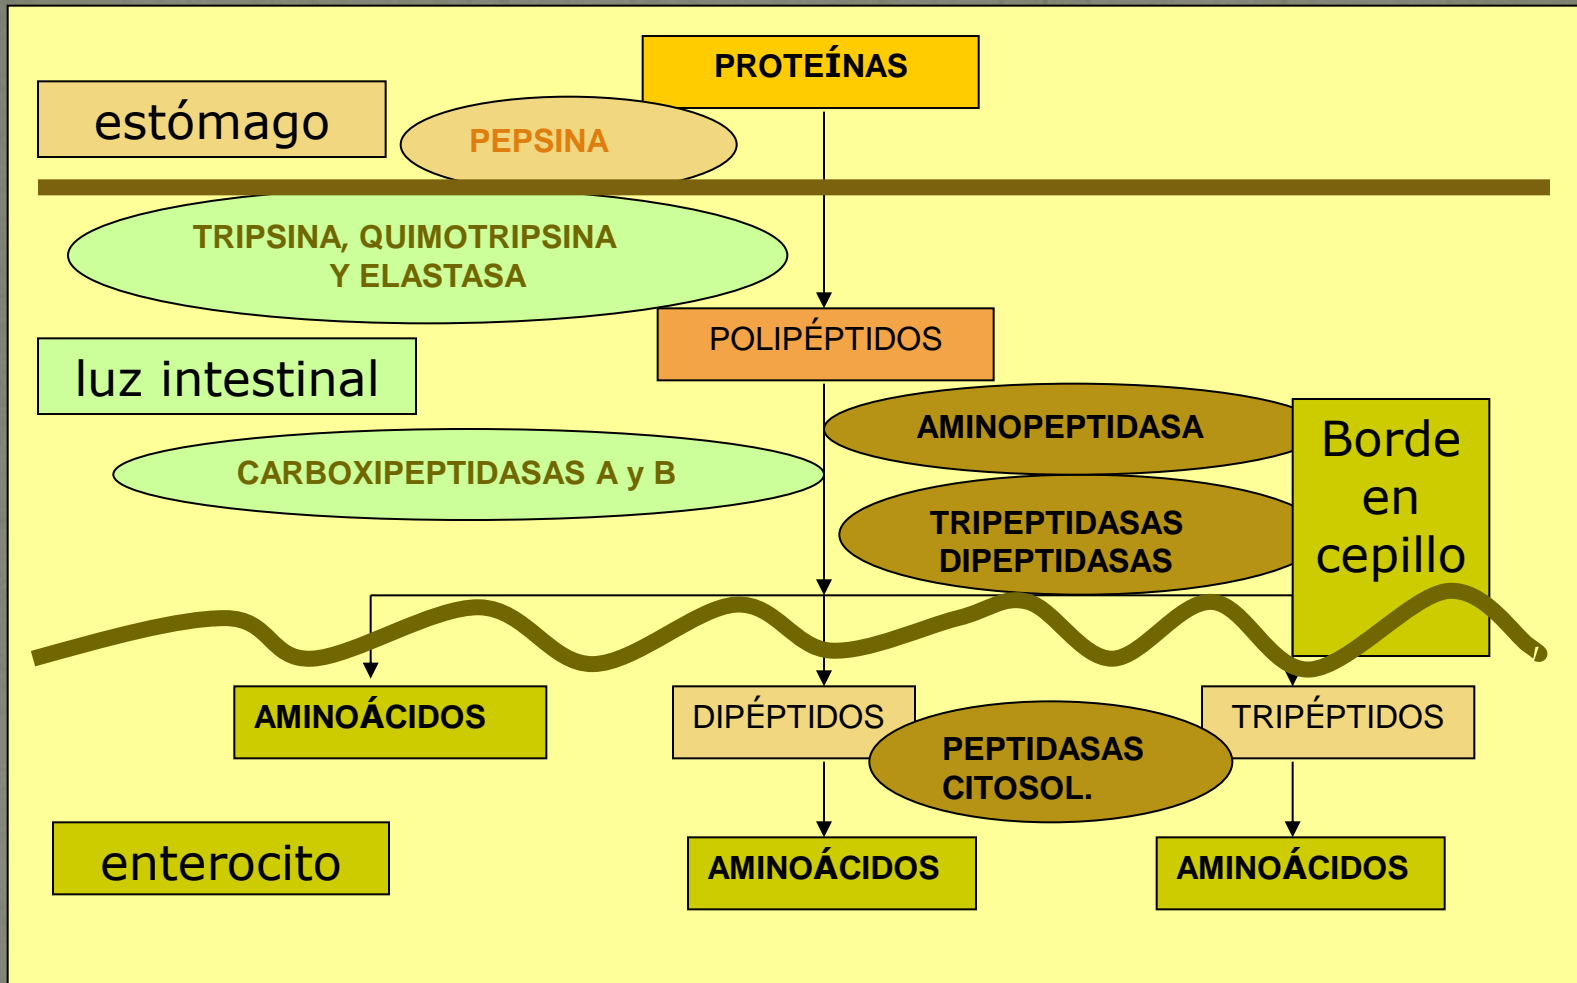 PROTEÍNAS
estómago
PEPSINA
TRIPSINA, QUIMOTRIPSINA
Y ELASTASA
POLIPÉPTIDOS
luz intestinal
AMINOPEPTIDASA
Borde
en
cepillo
CARBOXIPEPTIDASAS A y B
TRIPEPTIDASAS
DIPEPTIDASAS
AMINOÁCIDOS
DIPÉPTIDOS
TRIPÉPTIDOS
PEPTIDASAS
CITOSOL.
enterocito
AMINOÁCIDOS
AMINOÁCIDOS